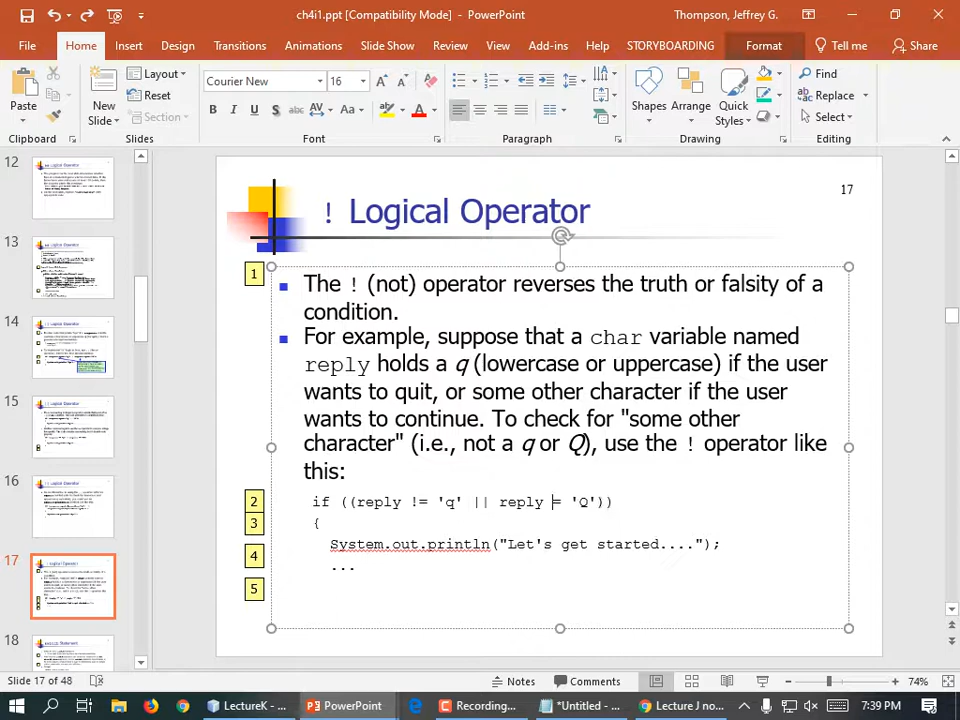 ch4i1.ppt [Compatibility Mode] - PowerPoint
Thompson, Jeffrey G.
File Home Insert Design Transitions Animations Slide Show Review View Add-ins Help STORYBOARDING Format Tell me Share
Paste
Clipboard
New Slide
Layout
Reset
Section
Slides
Courier New 16
B I U S abc AV Aa A
Font
Paragraph
Shapes
Arrange
Quick Styles
Drawing
Find
Replace
Select
Editing
12
13
14
15
16
17
18
17
! Logical Operator
1
The ! (not) operator reverses the truth or falsity of a
condition.
For example, suppose that a char variable named
reply holds a q (lowercase or uppercase) if the user
wants to quit, or some other character if the user
wants to continue. To check for "some other
character" (i.e., not a q or Q), use the ! operator like
this:
2 if ((reply != 'q' || reply = 'Q'))
3 {
4 System.out.println("Let's get started....");
...
5
Slide 17 of 48
Notes Comments 74%
LectureK - ... PowerPoint Recording... *Untitled - ... Lecture J no... 7:39 PM